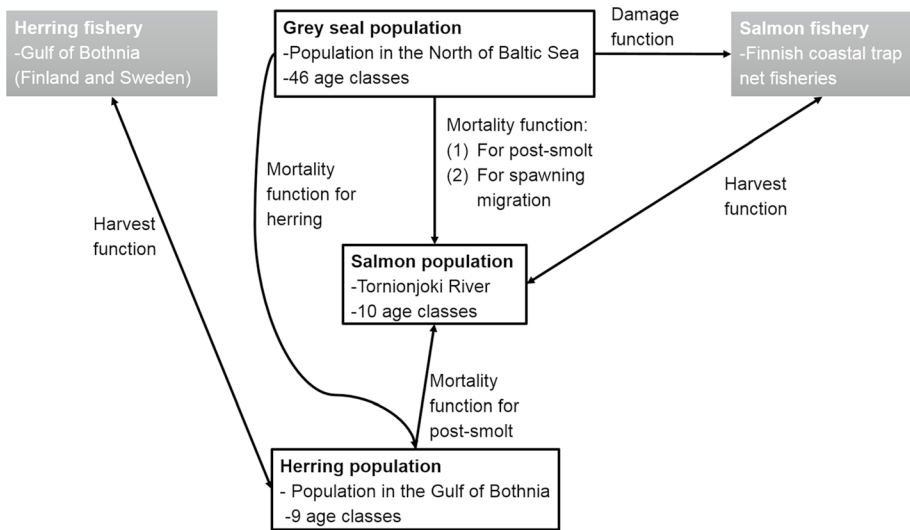 Herring fishery
-Gulf of Bothnia
(Finland and Sweden)
Grey seal population
-Population in the North of Baltic Sea
-46 age classes
Damage
function
Salmon fishery
-Finnish coastal trap
net fisheries
Mortality function:
(1) For post-smolt
(2) For spawning
migration
Mortality
function for
herring
Harvest
function
Harvest
function
Salmon population
-Tornionjoki River
-10 age classes
Mortality
function for
post-smolt
Herring population
- Population in the Gulf of Bothnia
-9 age classes